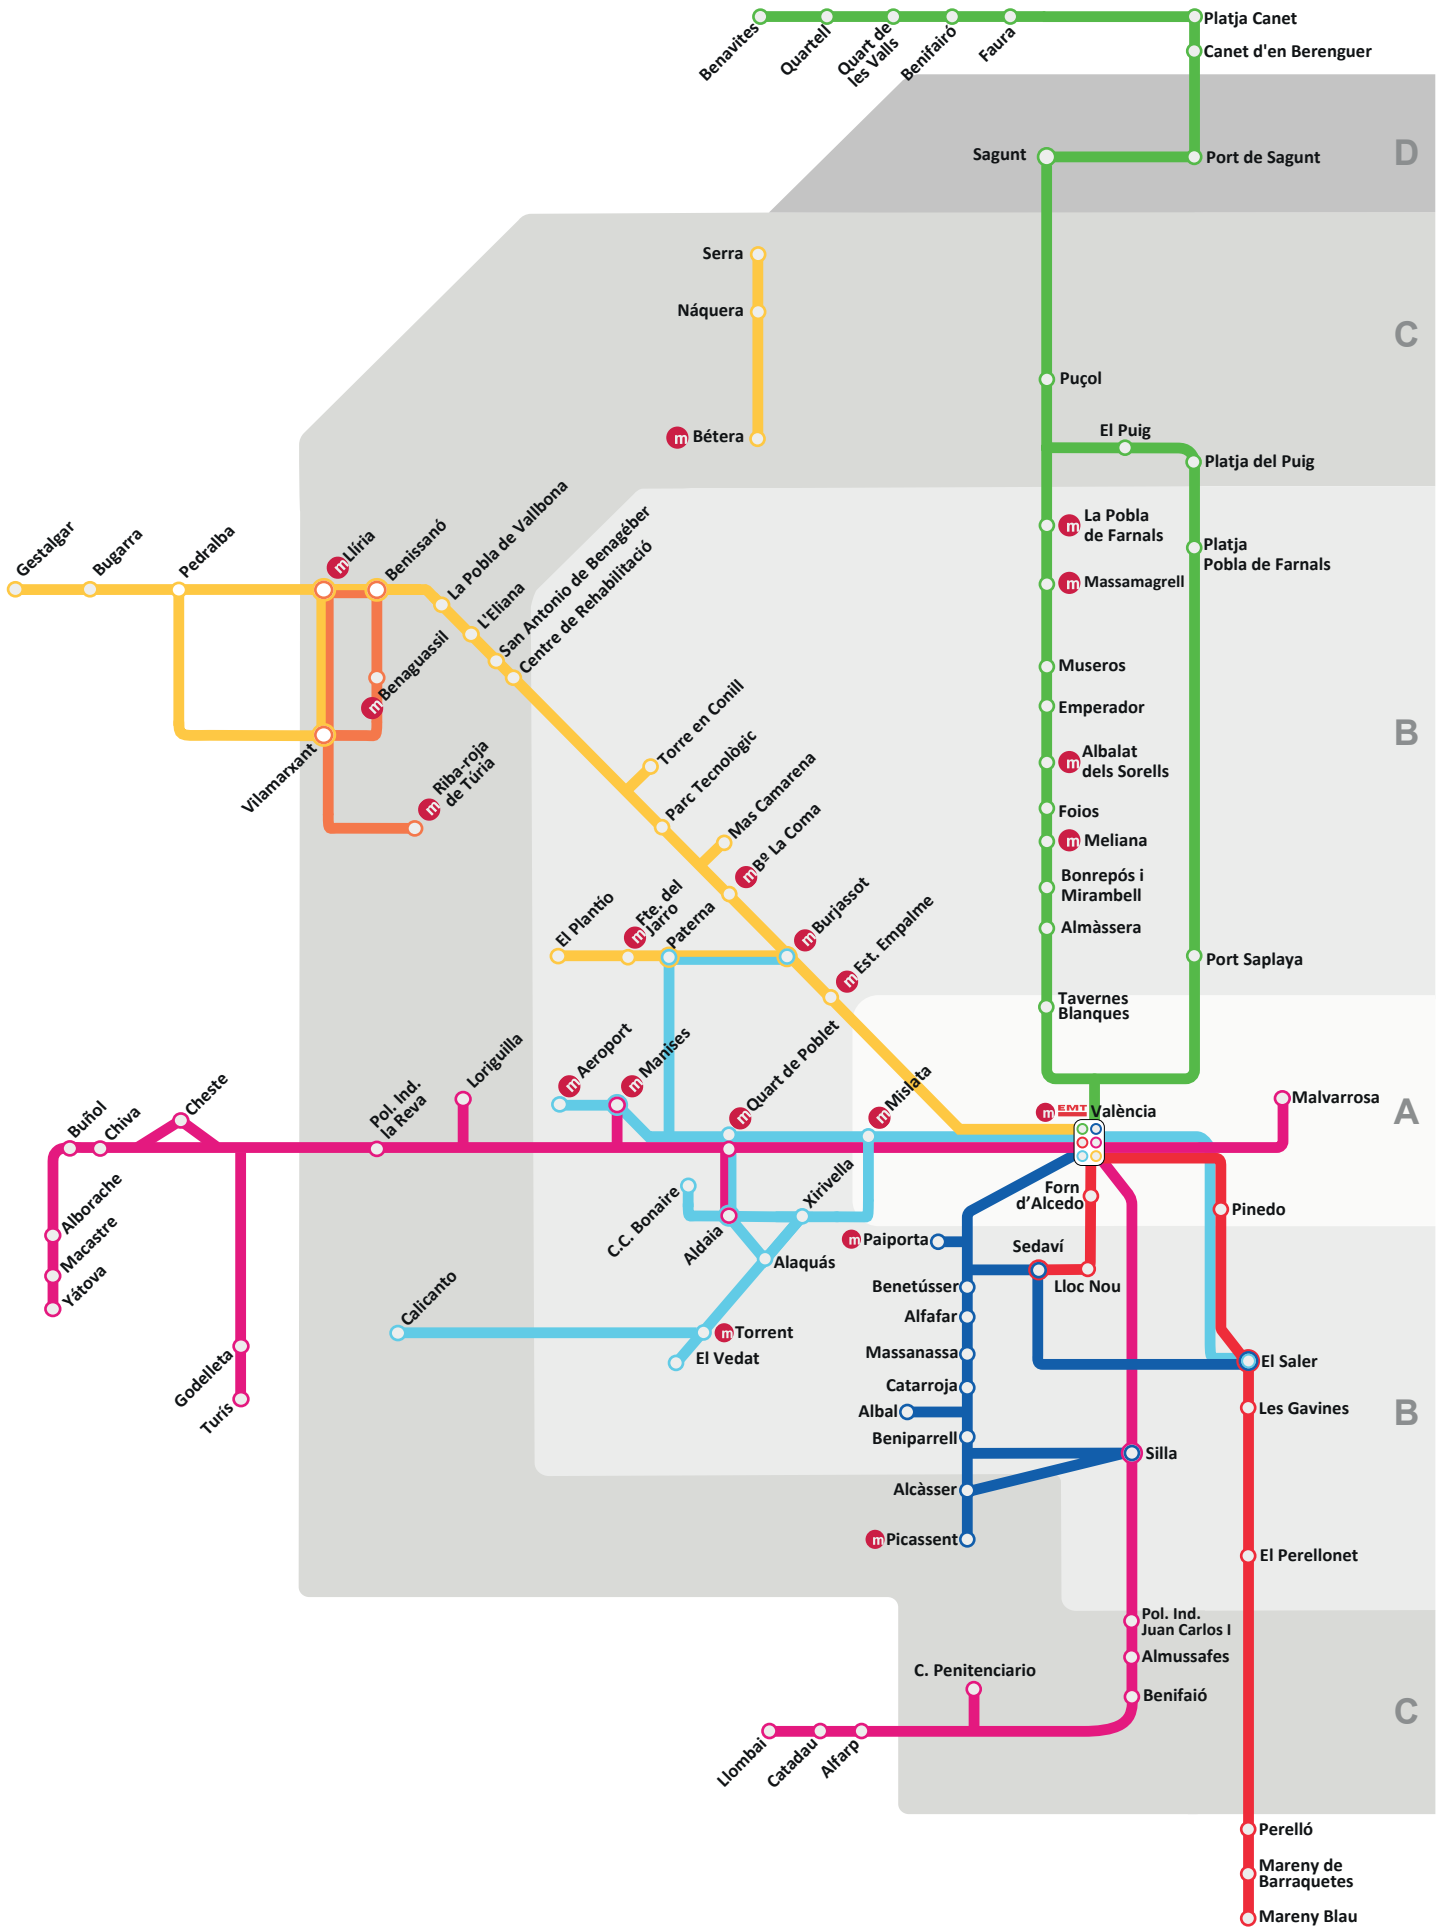 Benavites
Quartell
Quart de
les Valls
Benifairó
Faura
Platja Canet
Canet d'en Berenguer
Sagunt
Port de Sagunt
D
Serra
Náquera
C
Puçol
m Bétera
El Puig
Platja del Puig
Gestalgar
Bugarra
Pedralba
m Llíria
Benissanó
La Pobla de Vallbona
L'Eliana
San Antonio de Benagéber
Centre de Rehabilitació
m La Pobla
de Farnals
Platja
Pobla de Farnals
m Massamagrell
m Benaguassil
Museros
Emperador
B
Vilamarxant
m Riba-roja
de Túria
Torre en Conill
Parc Tecnològic
Mas Camarena
m Bº La Coma
m Albalat
dels Sorells
Foios
m Meliana
Bonrepós i
Mirambell
Almàssera
El Plantío
m Fte. del
Jarro
Paterna
m Burjassot
m Est. Empalme
Port Saplaya
Tavernes
Blanques
m Aeroport
m Manises
m Quart de Poblet
m Mislata
m EMT València
Malvarrosa
A
Buñol
Chiva
Cheste
Pol. Ind.
la Reva
Loriguilla
Alborache
Macastre
Yátova
C.C. Bonaire
Aldaia
Xirivella
Alaquás
Forn
d’Alcedo
Pinedo
m Paiporta
Sedaví
Lloc Nou
Benetússer
Calicanto
m Torrent
El Vedat
Alfafar
Massanassa
El Saler
Godelleta
Turís
Catarroja
Albal
Les Gavines
B
Beniparrell
Silla
Alcàsser
m Picassent
El Perellonet
Pol. Ind.
Juan Carlos I
Almussafes
C. Penitenciario
Benifaió
C
Llombai
Catadau
Alfarp
Perelló
Mareny de
Barraquetes
Mareny Blau